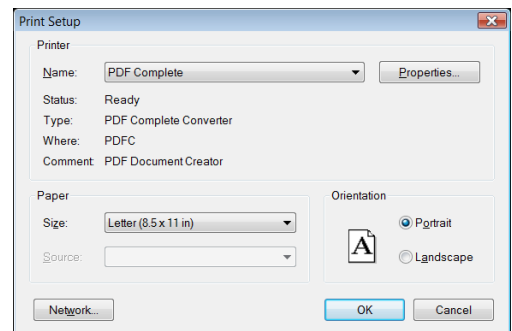 Print Setup
Printer
Name: PDF Complete Properties...
Status: Ready
Type: PDF Complete Converter
Where: PDFC
Comment: PDF Document Creator
Paper
Size: Letter (8.5 x 11 in)
Source:
Orientation
A
Portrait
Landscape
Network...
OK Cancel